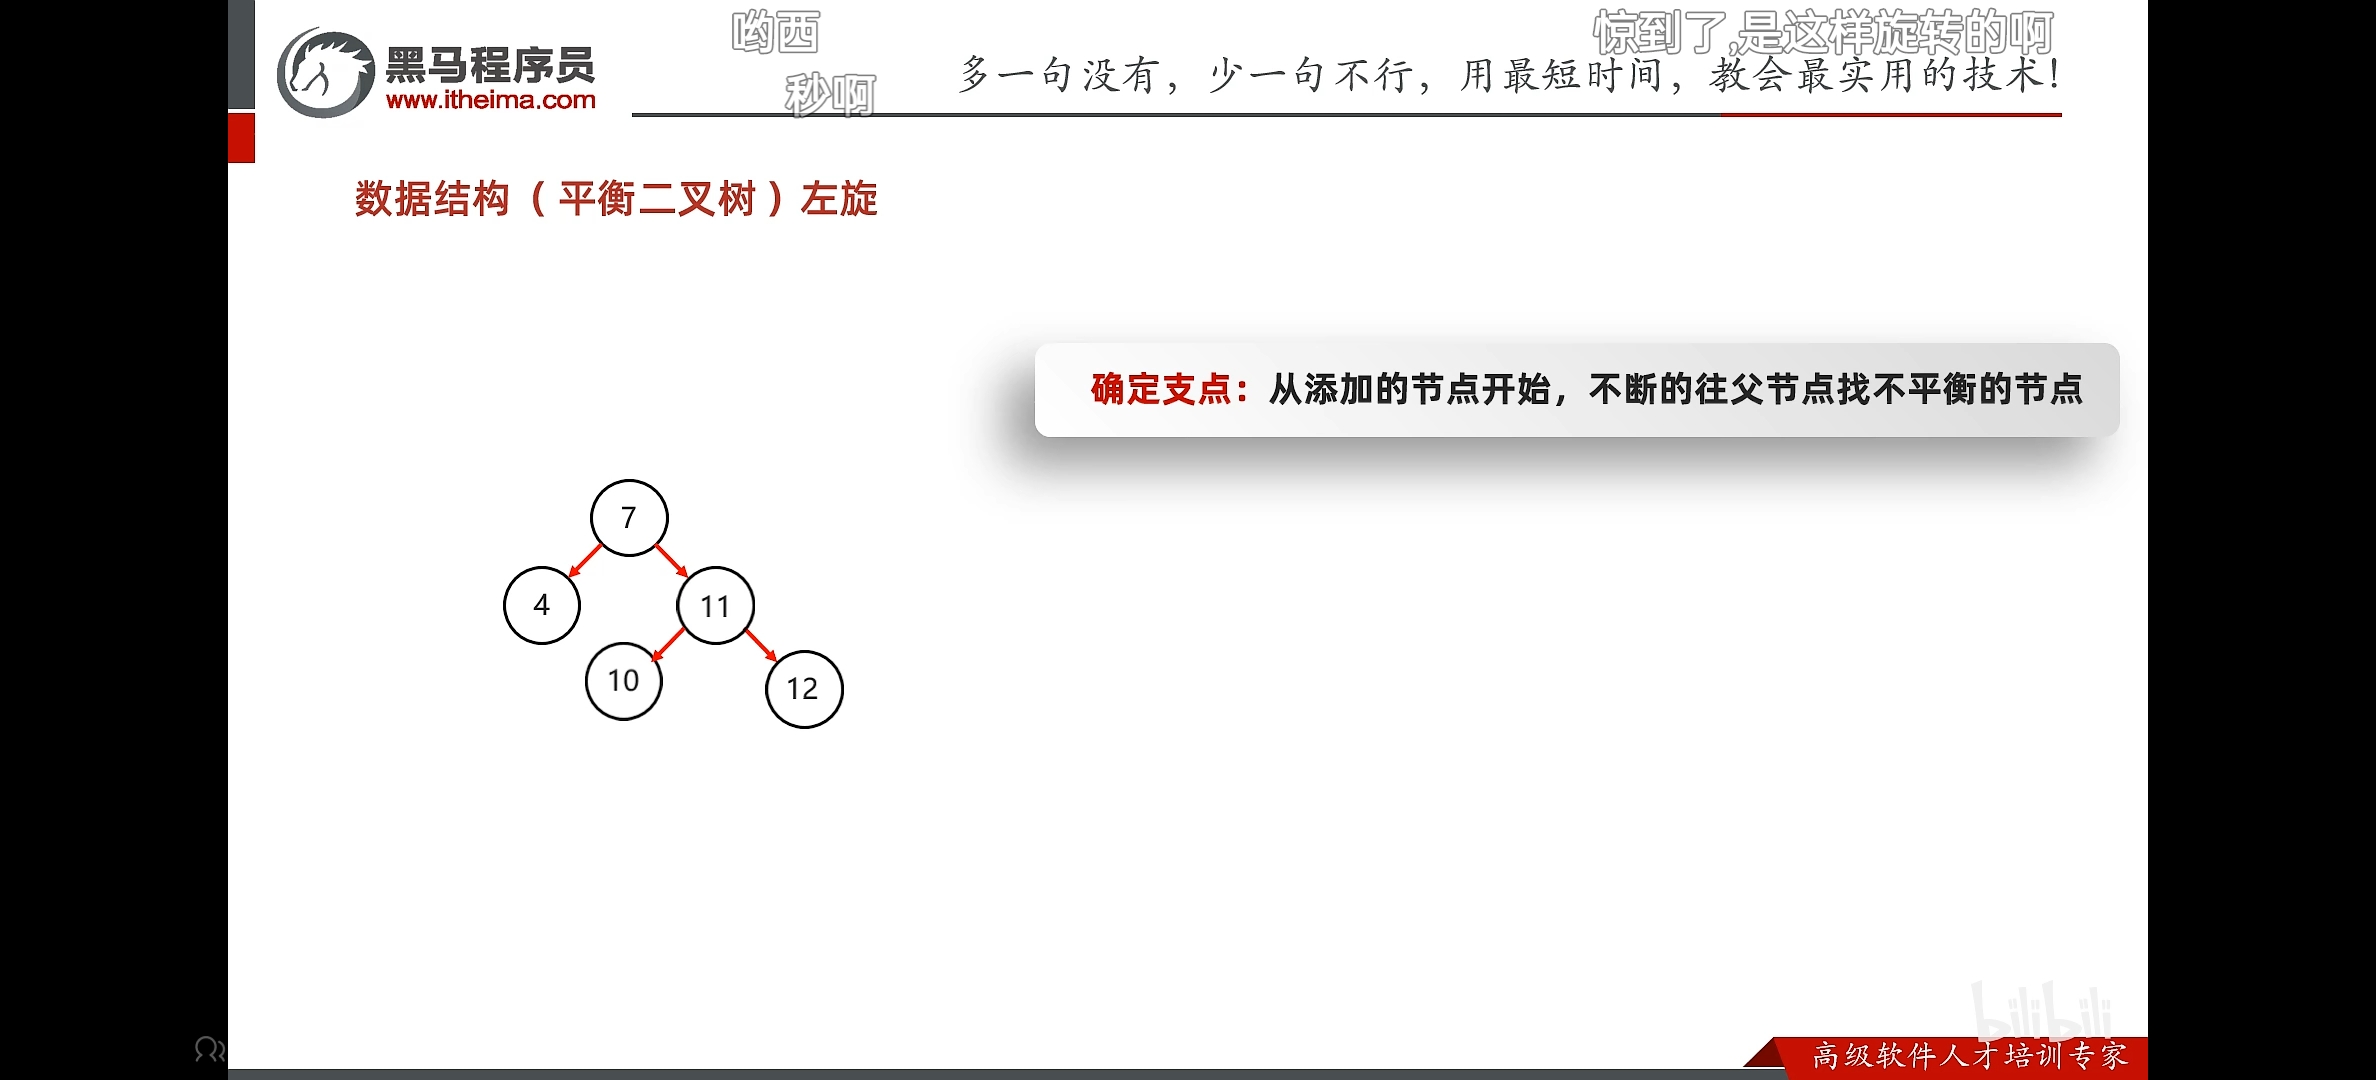 哟西
惊到了,是这样旋转的啊
黑马程序员
www.itheima.com
秒啊
多一句没有，少一句不行，用最短时间，教会最实用的技术！
数据结构（平衡二叉树）左旋
确定支点：从添加的节点开始，不断的往父节点找不平衡的节点
7
4
11
10
12
bilibili
高级软件人才培训专家